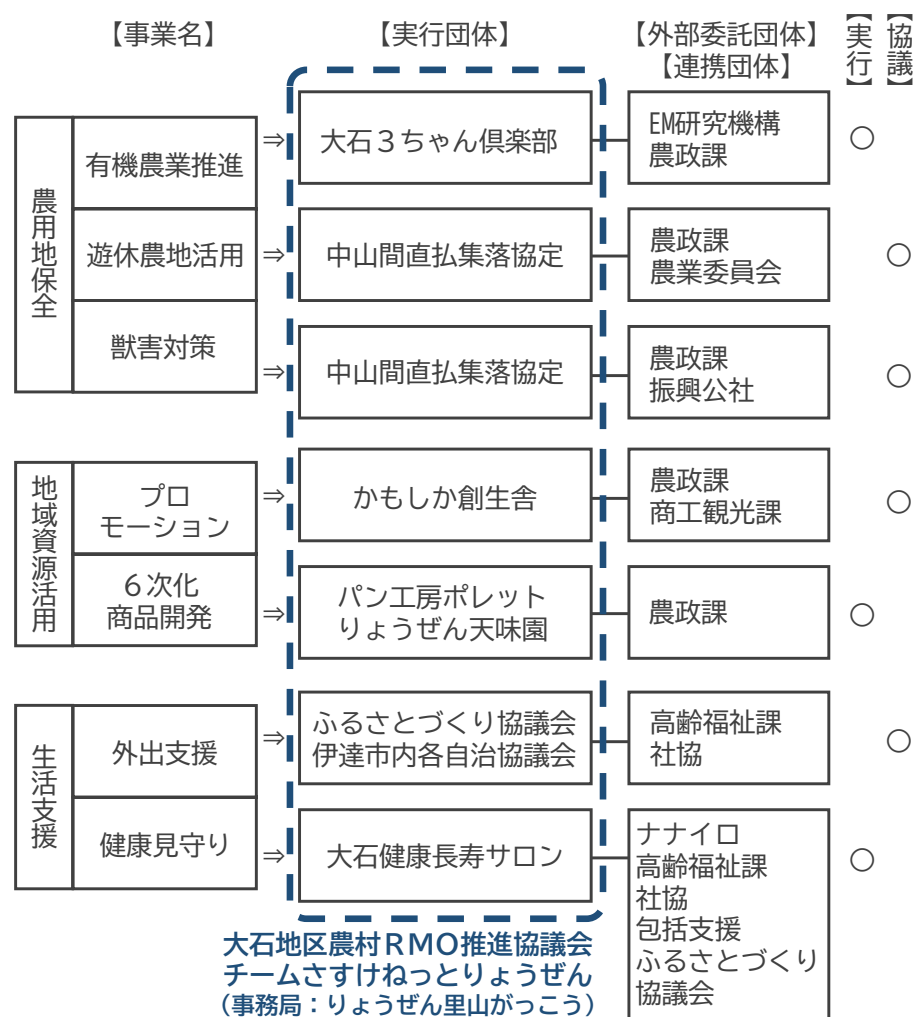 【事業名】
【実行団体】
【外部委託団体】
【連携団体】
【実行】
【協議】
農用地保全
有機農業推進
⇒
大石３ちゃん倶楽部
EM研究機構
農政課
○
遊休農地活用
⇒
中山間直払集落協定
農政課
農業委員会
○
獣害対策
⇒
中山間直払集落協定
農政課
振興公社
○
地域資源活用
プロ
モーション
⇒
かもしか創生舎
農政課
商工観光課
○
６次化
商品開発
⇒
パン工房ポレット
りょうぜん天味園
農政課
○
生活支援
外出支援
⇒
ふるさとづくり協議会
伊達市内各自治協議会
高齢福祉課
社協
○
健康見守り
⇒
大石健康長寿サロン
ナナイロ
高齢福祉課
社協
包括支援
ふるさとづくり
協議会
○
大石地区農村ＲＭＯ推進協議会
チームさすけねっとりょうぜん
（事務局：りょうぜん里山がっこう）